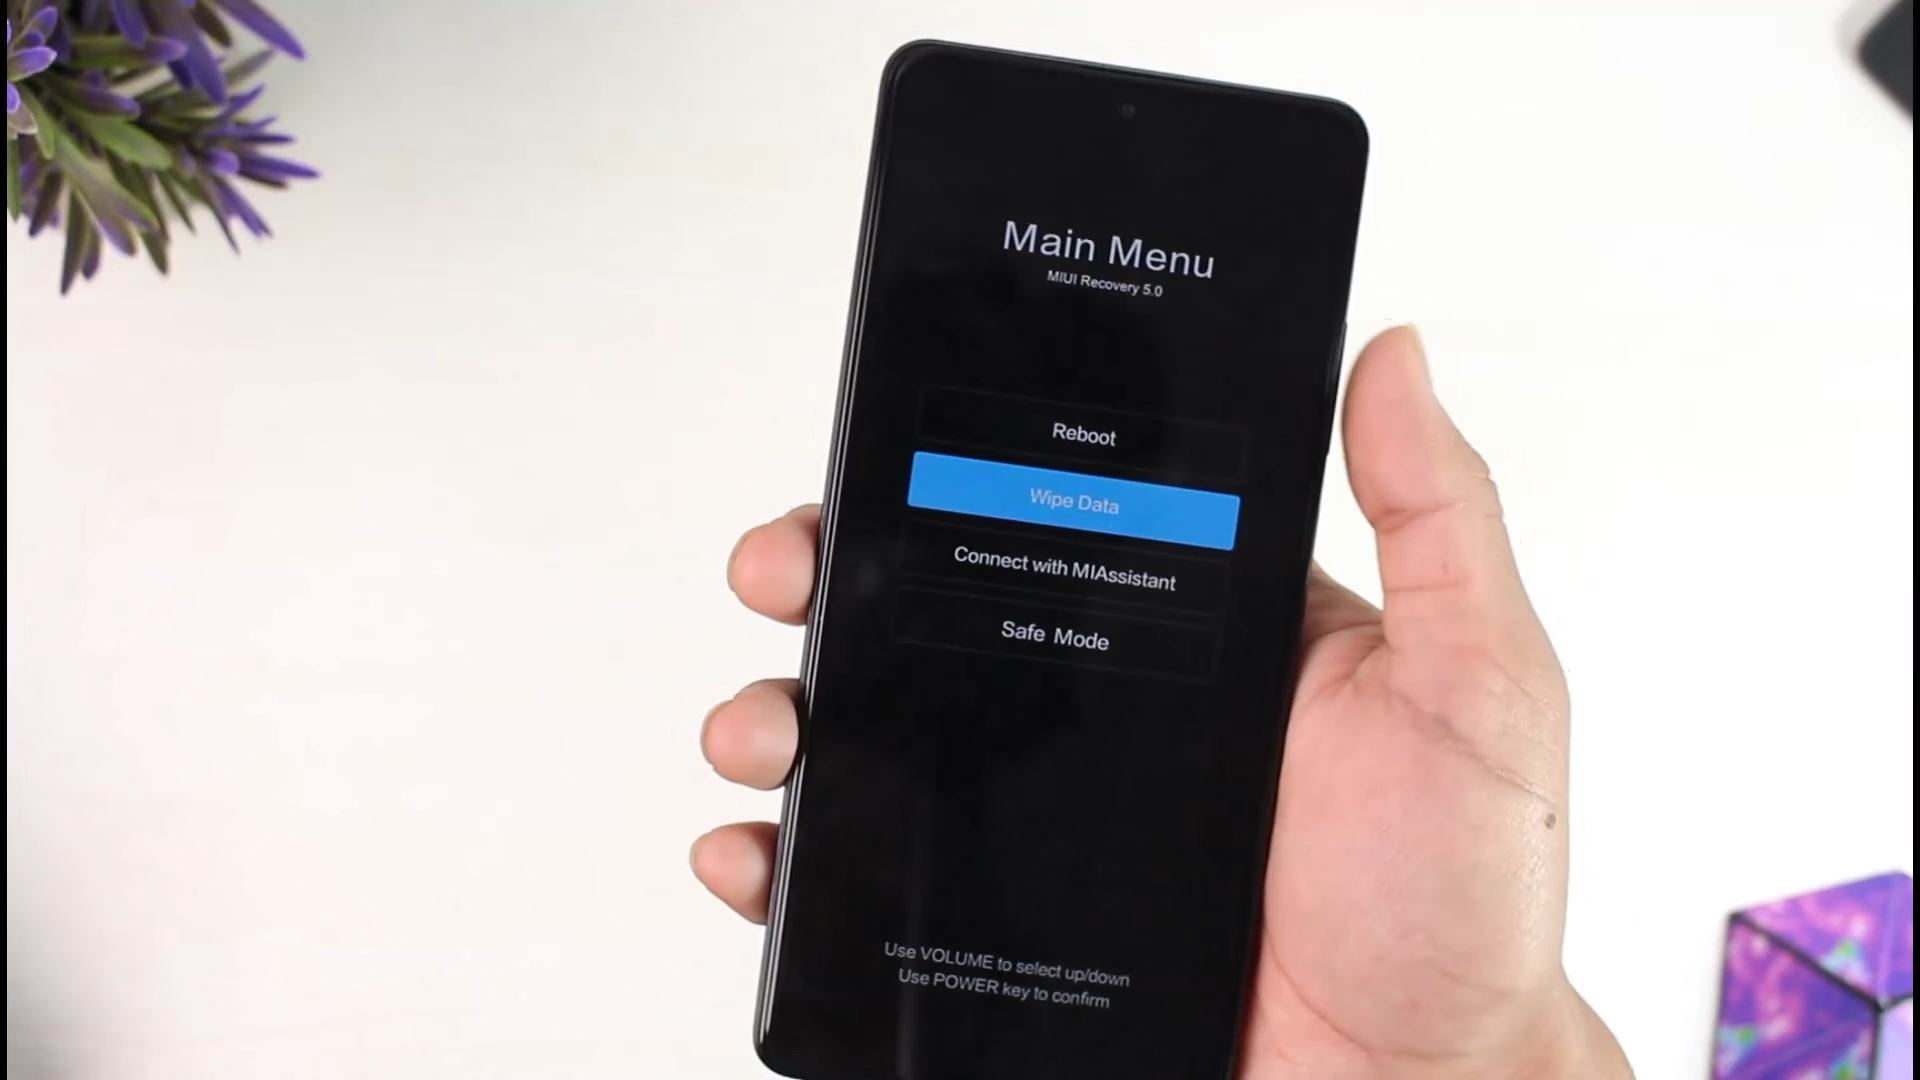 Main Menu
MIUI Recovery 5.0
Reboot
Wipe Data
Connect with MIAssistant
Safe Mode
Use VOLUME to select up/down
Use POWER key to confirm